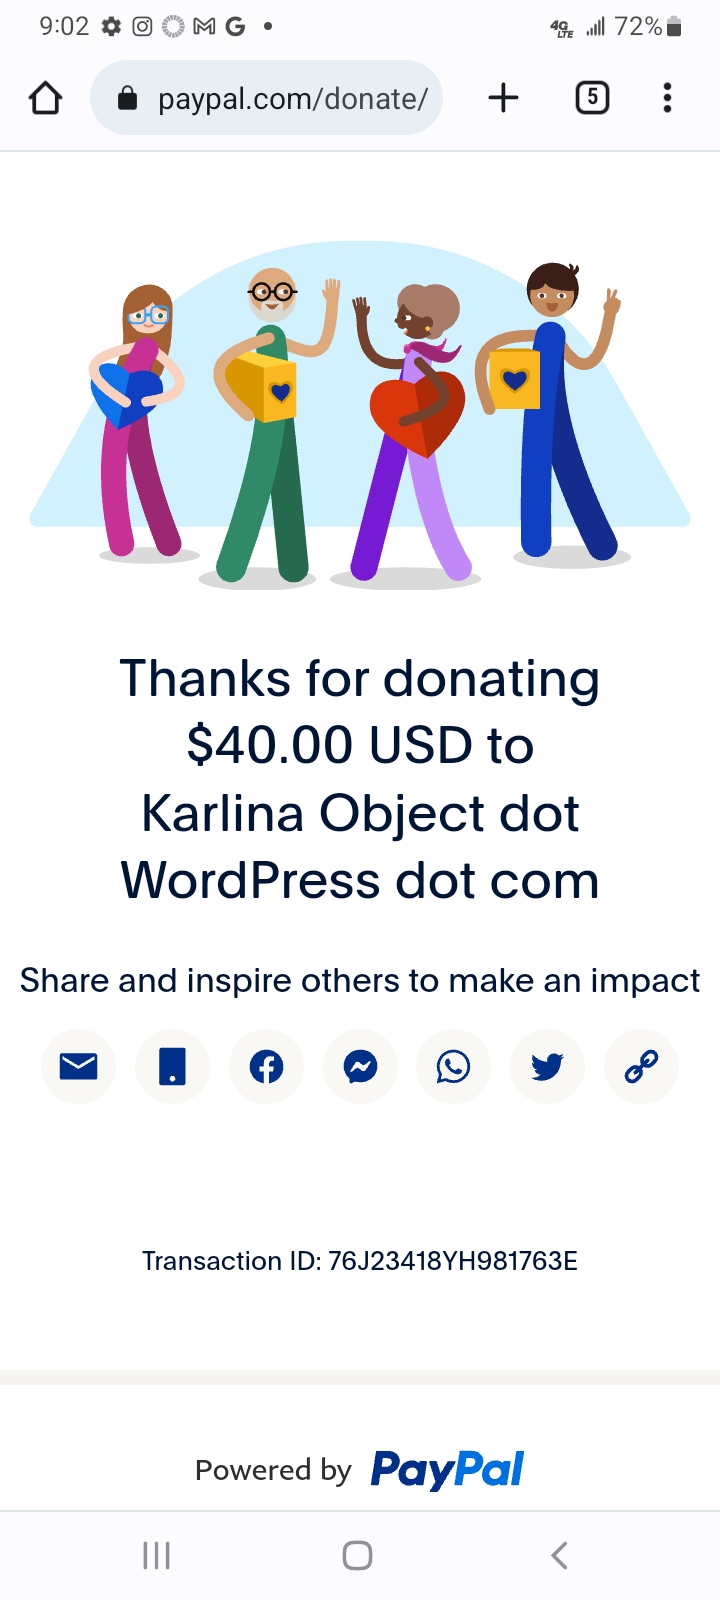 9:02
4G LTE 72%
paypal.com/donate/
5
Thanks for donating
$40.00 USD to
Karlina Object dot
WordPress dot com
Share and inspire others to make an impact
Transaction ID: 76J23418YH981763E
Powered by PayPal